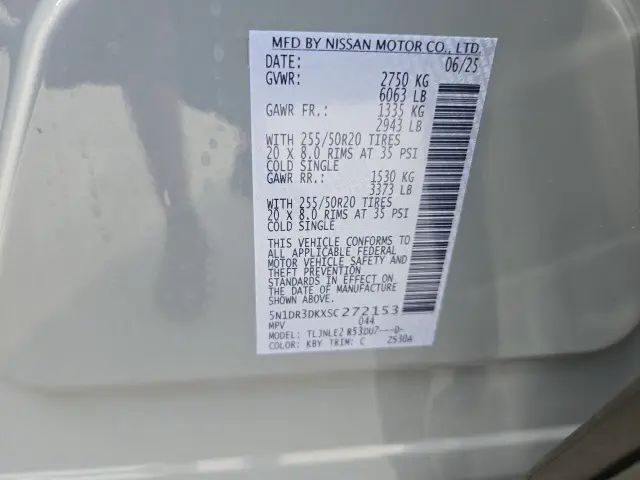 MFD BY NISSAN MOTOR CO., LTD.
DATE: 06/25
GVWR: 2750 KG
6063 LB
GAWR FR.: 1335 KG
2943 LB
WITH 255/50R20 TIRES
20 X 8.0 RIMS AT 35 PSI
COLD SINGLE
GAWR RR.: 1530 KG
3373 LB
WITH 255/50R20 TIRES
20 X 8.0 RIMS AT 35 PSI
COLD SINGLE
THIS VEHICLE CONFORMS TO
ALL APPLICABLE FEDERAL
MOTOR VEHICLE SAFETY AND
THEFT PREVENTION
STANDARDS IN EFFECT ON
THE DATE OF MANUFACTURE
SHOWN ABOVE.
5N1DR3DKXSC272153
MPV 044
MODEL: TLJNLE2 R53DU7---D-
COLOR: KBY TRIM: C 2S30A